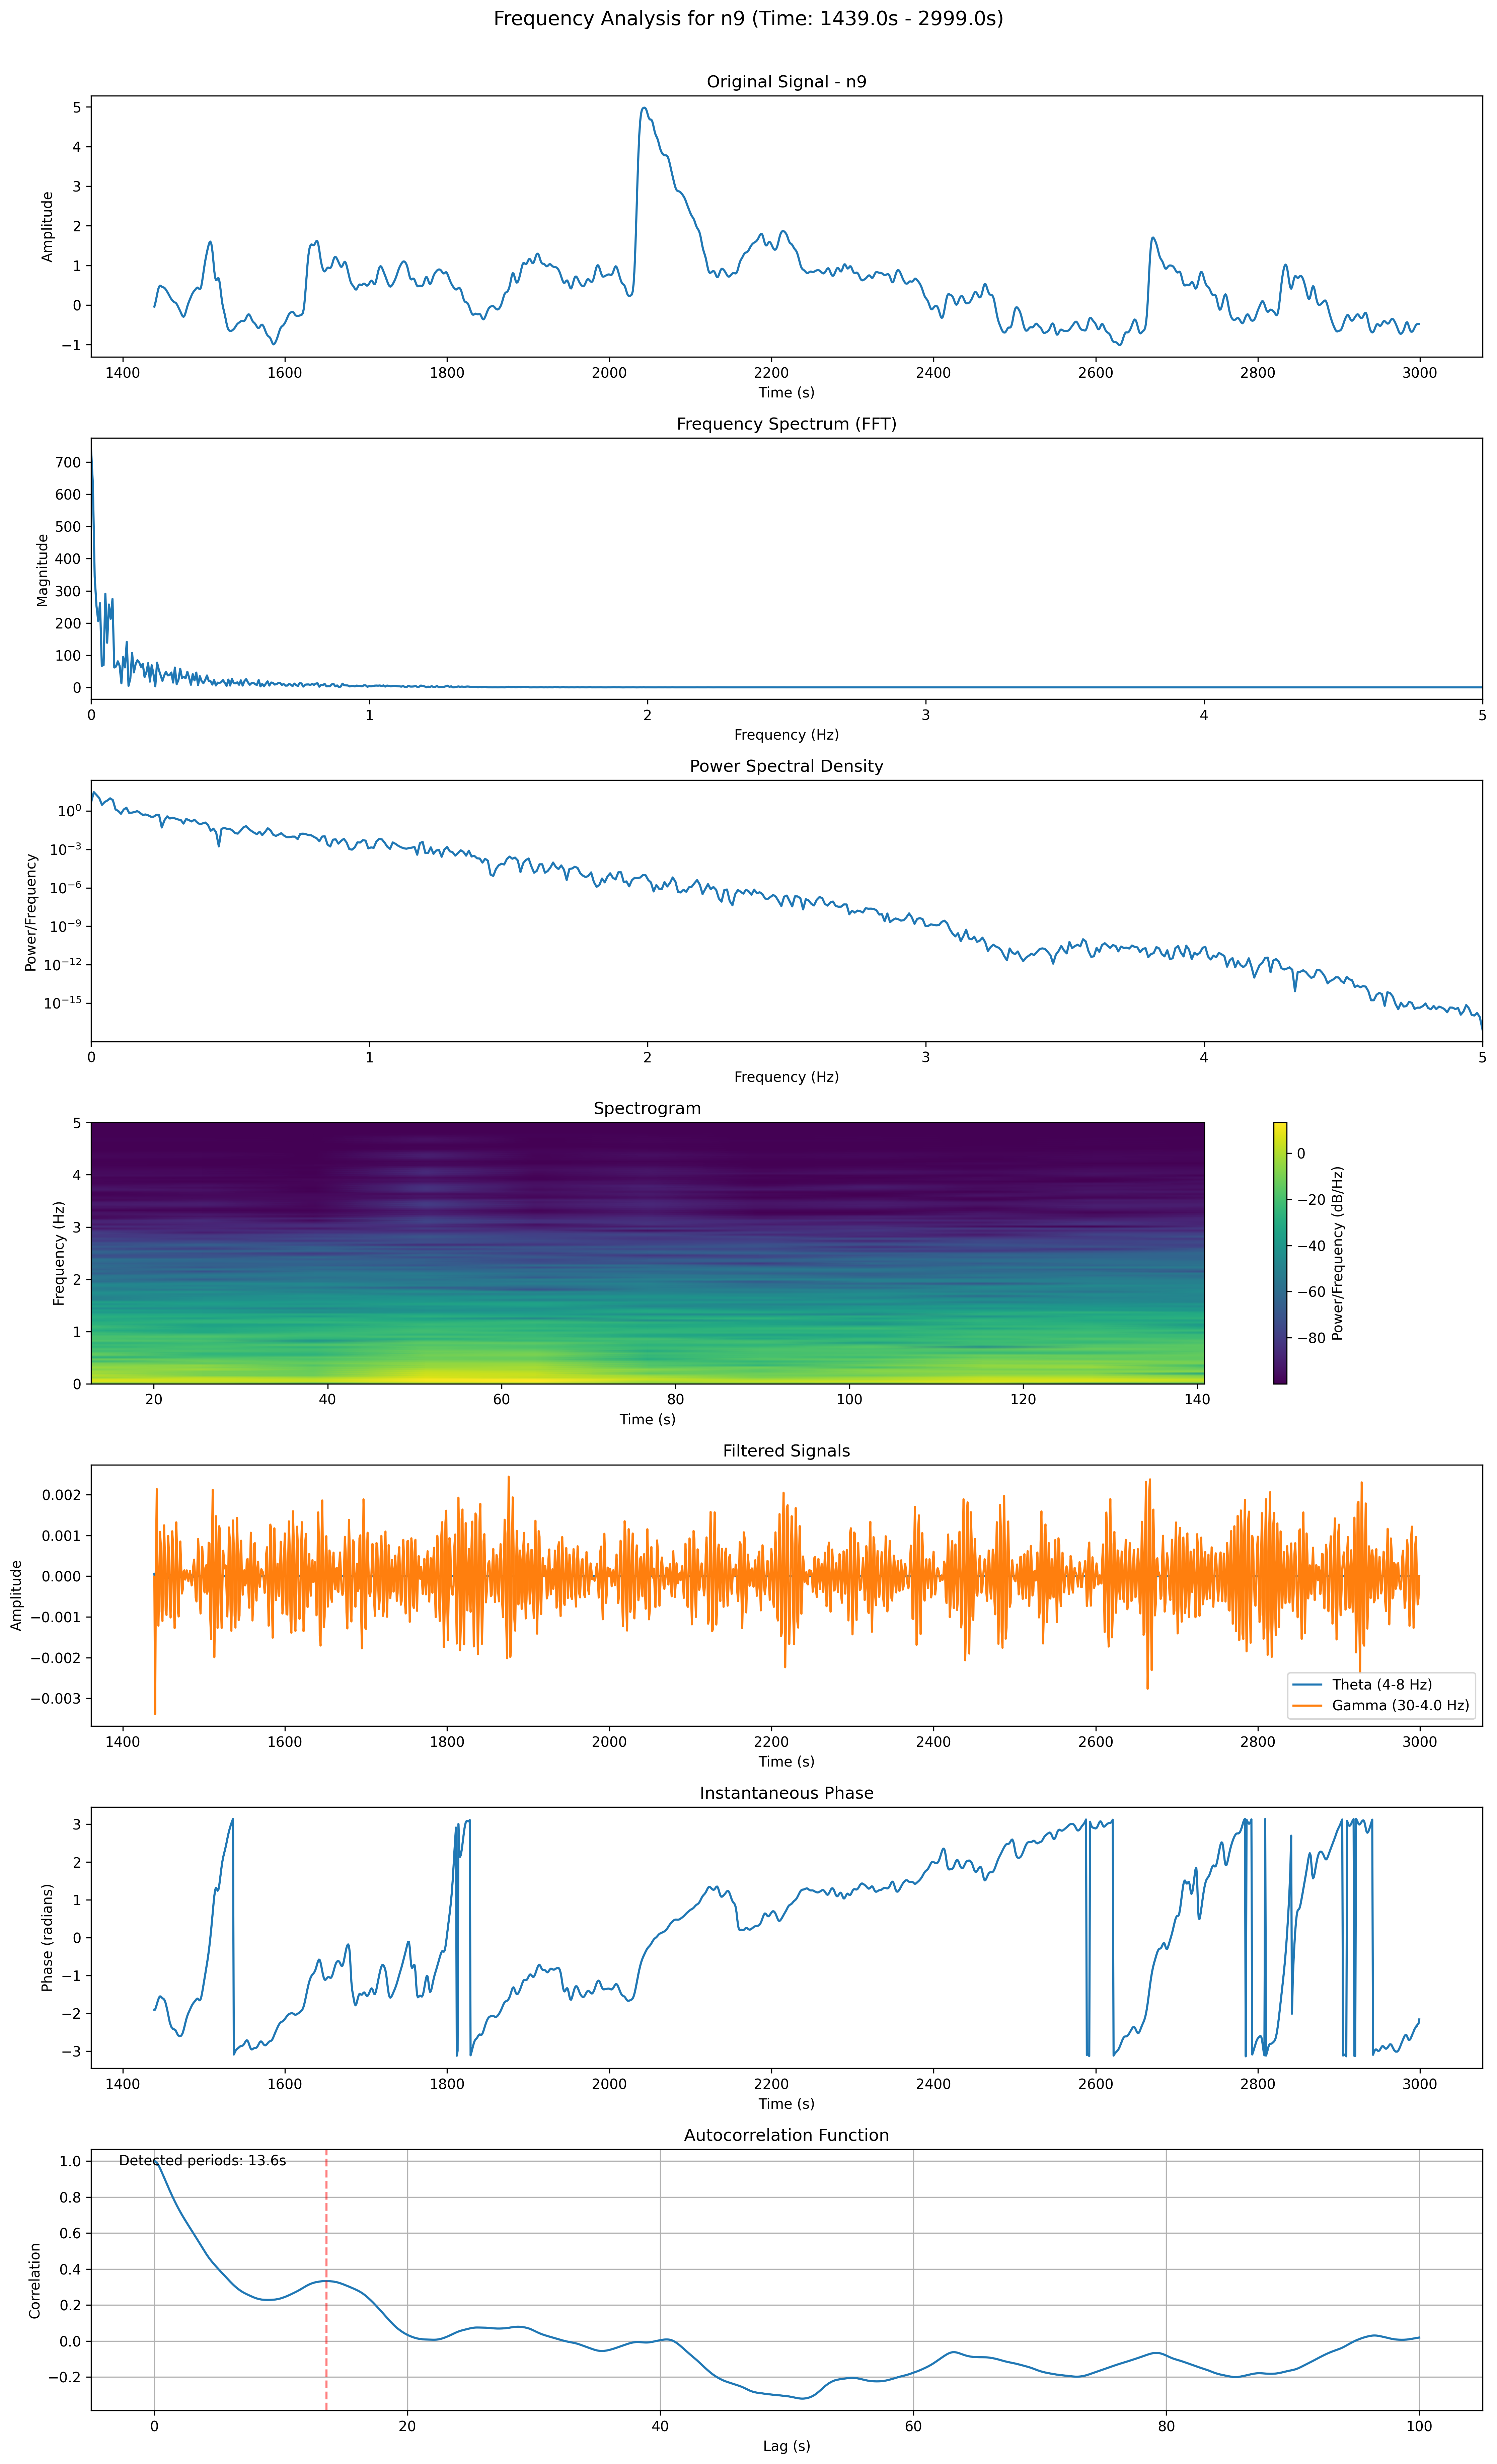 Frequency Analysis for n9 (Time: 1439.0s - 2999.0s)
Original Signal - n9
Amplitude
5
4
3
2
1
0
−1
1400 1600 1800 2000 2200 2400 2600 2800 3000
Time (s)
Frequency Spectrum (FFT)
Magnitude
700
600
500
400
300
200
100
0
0 1 2 3 4 5
Frequency (Hz)
Power Spectral Density
Power/Frequency
10⁰
10⁻³
10⁻⁶
10⁻⁹
10⁻¹²
10⁻¹⁵
0 1 2 3 4 5
Frequency (Hz)
Spectrogram
Frequency (Hz)
5
4
3
2
1
0
20 40 60 80 100 120 140
Time (s)
0
−20
−40
−60
−80
Power/Frequency (dB/Hz)
Filtered Signals
Amplitude
0.002
0.001
0.000
−0.001
−0.002
−0.003
Theta (4-8 Hz)
Gamma (30-4.0 Hz)
1400 1600 1800 2000 2200 2400 2600 2800 3000
Time (s)
Instantaneous Phase
Phase (radians)
3
2
1
0
−1
−2
−3
1400 1600 1800 2000 2200 2400 2600 2800 3000
Time (s)
Autocorrelation Function
Detected periods: 13.6s
Correlation
1.0
0.8
0.6
0.4
0.2
0.0
−0.2
0 20 40 60 80 100
Lag (s)